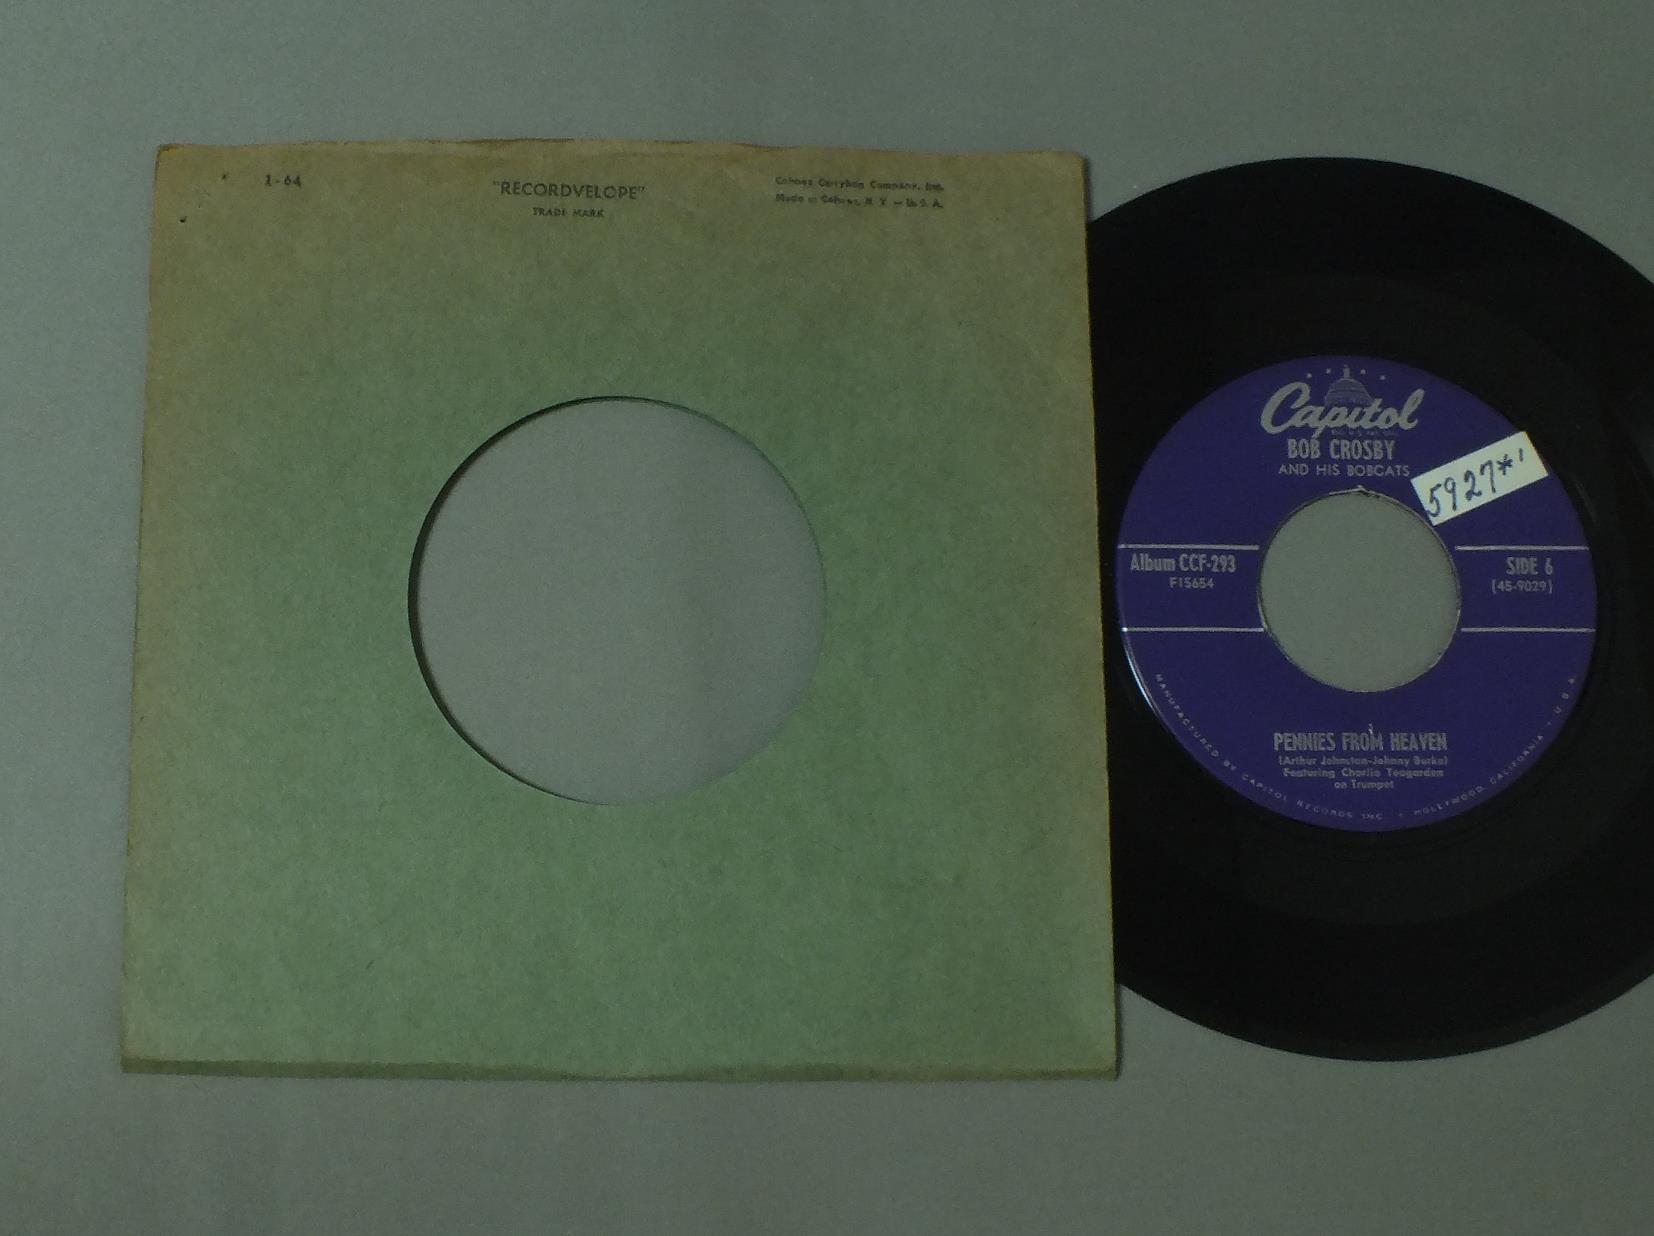 1-64
"RECORDVELOPE"
TRADE MARK
Cohoes Carrybag Company, Inc.
Made in Cohoes, N. Y. — U. S. A.
Capitol
BOB CROSBY
AND HIS BOBCATS
5927*'
Album CCF-293
F15654
SIDE 6
(45-9029)
PENNIES FROM HEAVEN
(Arthur Johnston-Johnny Burke)
Featuring Charlie Teagarden
on Trumpet
MANUFACTURED BY CAPITOL RECORDS INC. • HOLLYWOOD, CALIFORNIA • U.S.A.